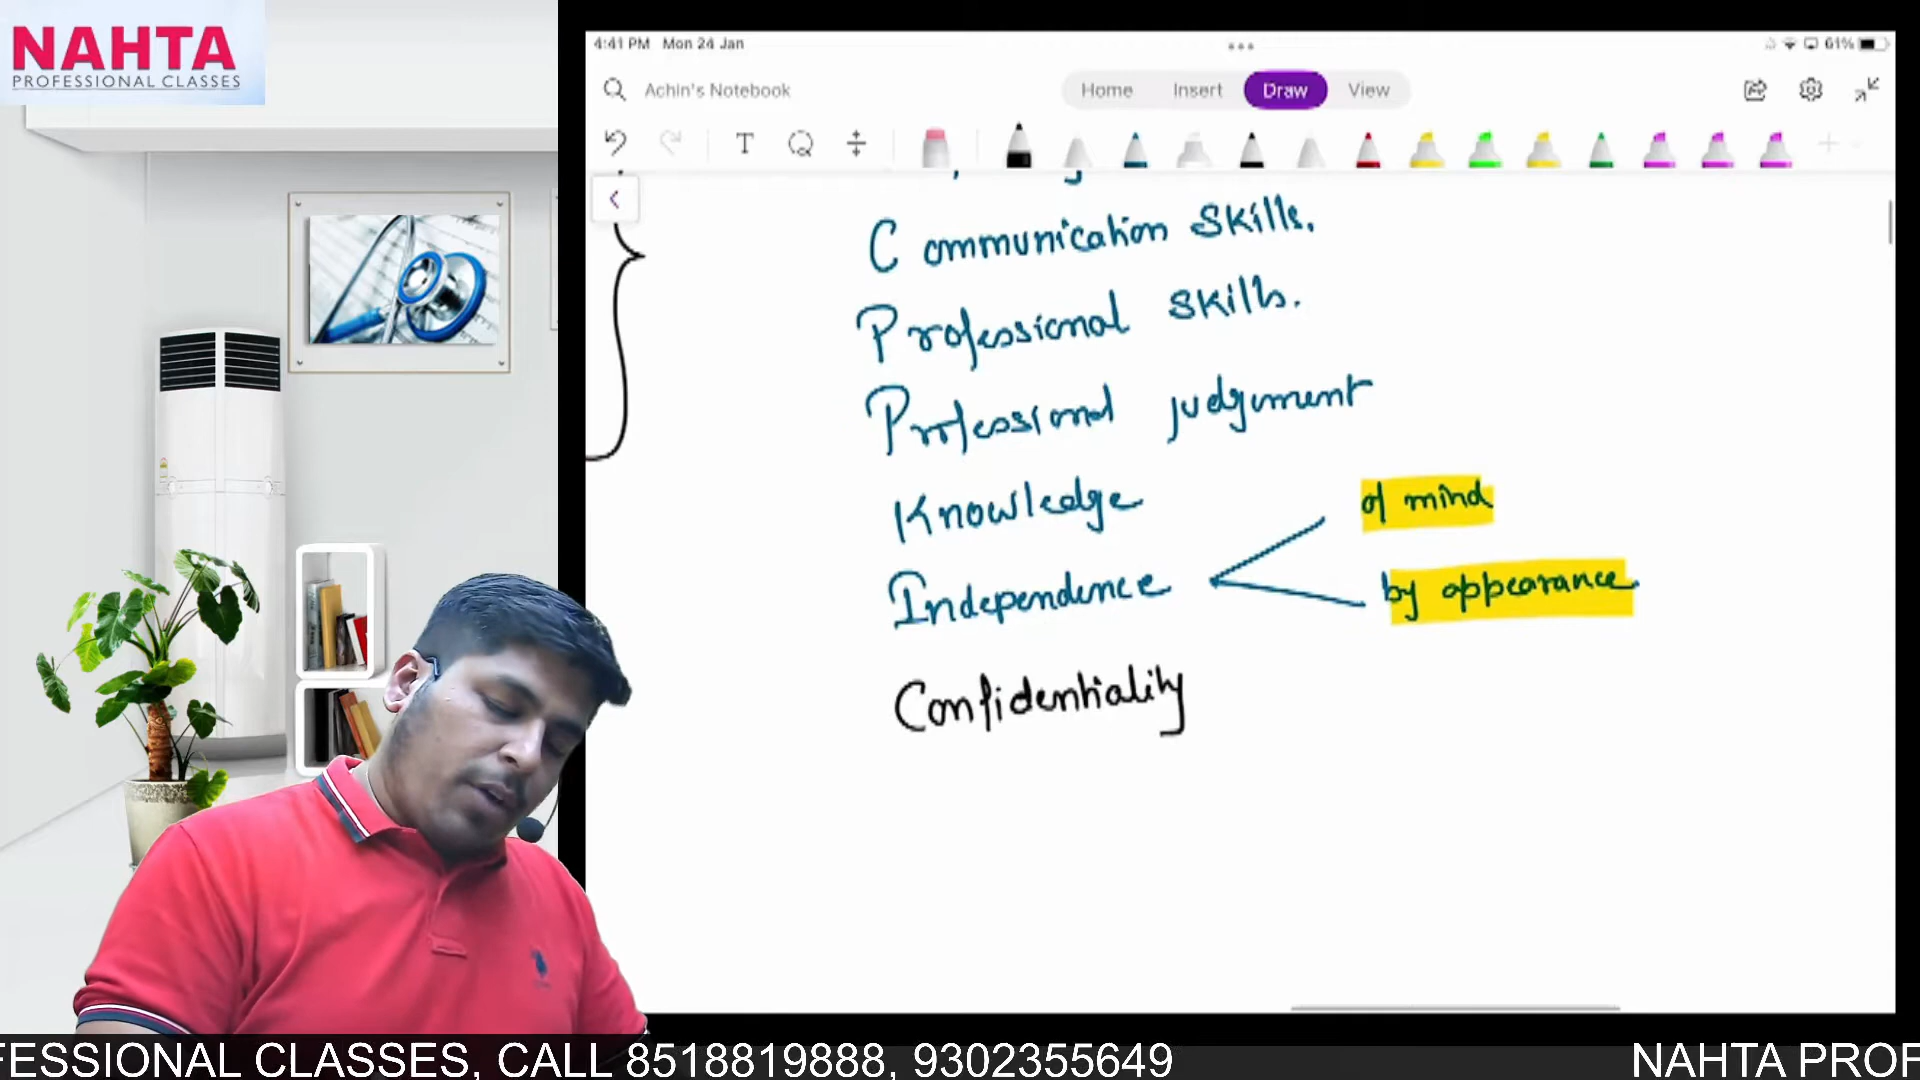 NAHTA
PROFESSIONAL CLASSES
4:41 PM Mon 24 Jan
61%
Achin's Notebook
Home Insert Draw View
T
Communication Skills.
Professional Skills.
Professional judgement
Knowledge
of mind
Independence
by appearance
Confidentiality
FESSIONAL CLASSES, CALL 8518819888, 9302355649
NAHTA PROF